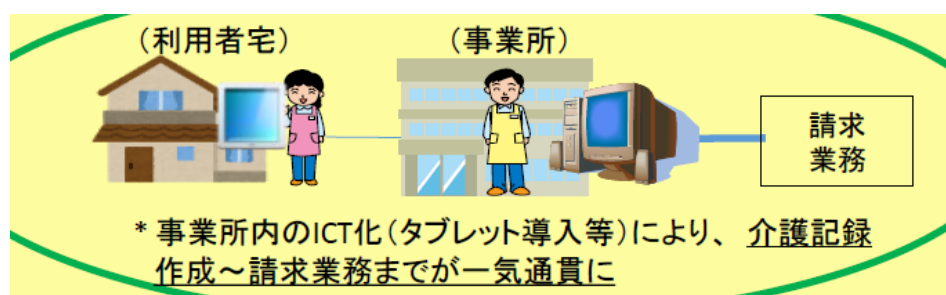 （利用者宅）
（事業所）
請求
業務
* 事業所内のICT化（タブレット導入等）により、 介護記録
作成～請求業務までが一気通貫に